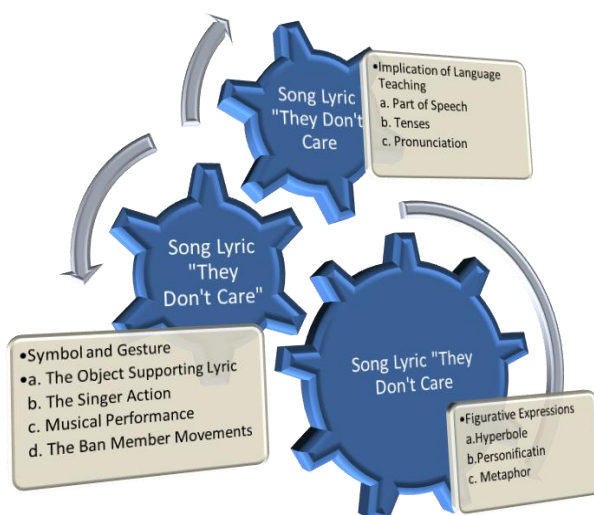 Song Lyric
"They Don't
Care
•Implication of Language
Teaching
a. Part of Speech
b. Tenses
c. Pronunciation
Song Lyric
"They
Don't Care"
•Symbol and Gesture
•a. The Object Supporting Lyric
b. The Singer Action
c. Musical Performance
d. The Ban Member Movements
Song Lyric "They
Don't Care
•Figurative Expressions
a.Hyperbole
b.Personificatin
c. Metaphor